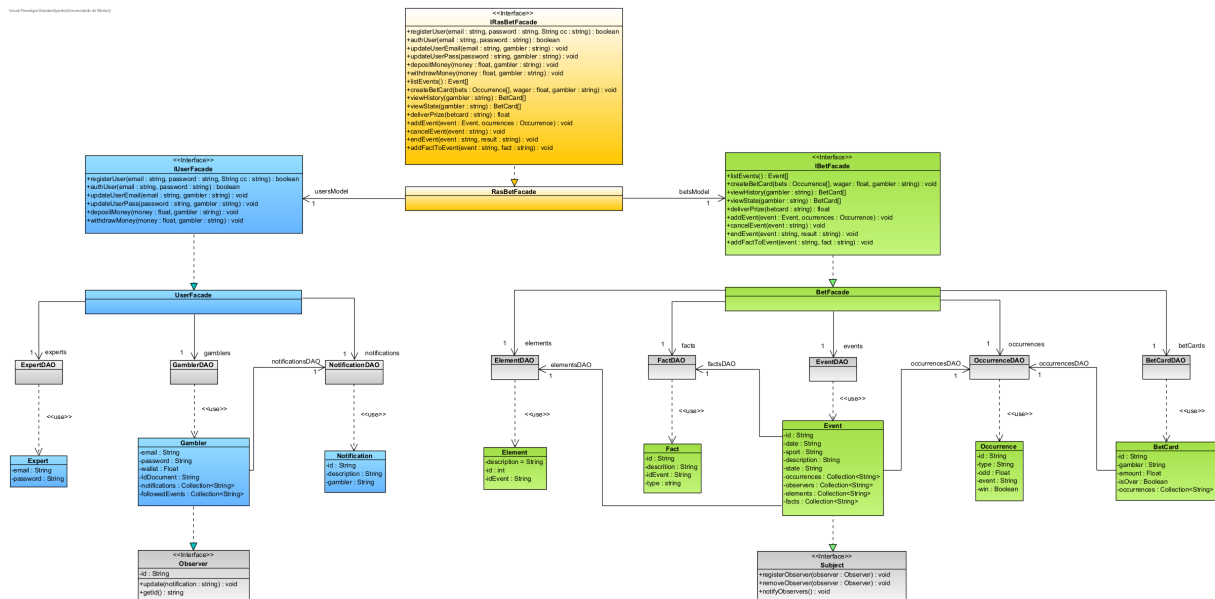 Visual Paradigm Standard(pedro(Universidade do Minho))
<<Interface>>
IRasBetFacade
+registerUser(email : string, password : string, String cc : string) : boolean
+authUser(email : string, password : string) : boolean
+updateUserEmail(email : string, gambler : string) : void
+updateUserPass(password : string, gambler : string) : void
+depositMoney(money : float, gambler : string) : void
+withdrawMoney(money : float, gambler : string) : void
+listEvents() : Event[]
+createBetCard(bets : Occurrence[], wager : float, gambler : string) : void
+viewHistory(gambler : string) : BetCard[]
+viewState(gambler : string) : BetCard[]
+deliverPrize(betcard : string) : float
+addEvent(event : Event, ocurrences : Occurrence) : void
+cancelEvent(event : string) : void
+endEvent(event : string, result : string) : void
+addFactToEvent(event : string, fact : string) : void
<<Interface>>
IUserFacade
+registerUser(email : string, password : string, String cc : string) : boolean
+authUser(email : string, password : string) : boolean
+updateUserEmail(email : string, gambler : string) : void
+updateUserPass(password : string, gambler : string) : void
+depositMoney(money : float, gambler : string) : void
+withdrawMoney(money : float, gambler : string) : void
usersModel
1
RasBetFacade
betsModel
1
<<Interface>>
IBetFacade
+listEvents() : Event[]
+createBetCard(bets : Occurrence[], wager : float, gambler : string) : void
+viewHistory(gambler : string) : BetCard[]
+viewState(gambler : string) : BetCard[]
+deliverPrize(betcard : string) : float
+addEvent(event : Event, ocurrences : Occurrence) : void
+cancelEvent(event : string) : void
+endEvent(event : string, result : string) : void
+addFactToEvent(event : string, fact : string) : void
UserFacade
BetFacade
1 experts
1 gamblers
1 notifications
notificationsDAO
1
1 elements
1 facts
1 events
1 occurrences
1 betCards
ExpertDAO
GamblerDAO
NotificationDAO
ElementDAO
elementsDAO
1
FactDAO
factsDAO
1
EventDAO
occurrencesDAO
1
OccurrenceDAO
occurrencesDAO
1
BetCardDAO
<<use>>
<<use>>
<<use>>
<<use>>
<<use>>
<<use>>
<<use>>
<<use>>
Expert
-email : String
-password : String
Gambler
-email : String
-password : String
-wallet : Float
-IdDocument : String
-notifications : Collection<String>
-followedEvents : Collection<String>
Notification
-id : String
-description : String
-gambler : String
Element
-description = String
-id : int
-idEvent : String
Fact
-id : String
-descrition : String
-idEvent : String
-type : string
Event
-id : String
-date : String
-sport : String
-description : String
-state : String
-occurrences : Collection<String>
-observers : Collection<String>
-elements : Collection<String>
-facts : Collection<String>
Occurrence
-id : String
-type : String
-odd : Float
-event : String
-win : Boolean
BetCard
-id : String
-gambler : String
-amount : Float
-isOver : Boolean
-occurrences : Collection<String>
<<Interface>>
Observer
-id : String
+update(notification : string) : void
+getId() : string
<<Interface>>
Subject
+registerObserver(observer : Observer) : void
+removeObserver(observer : Observer) : void
+notifyObservers() : void